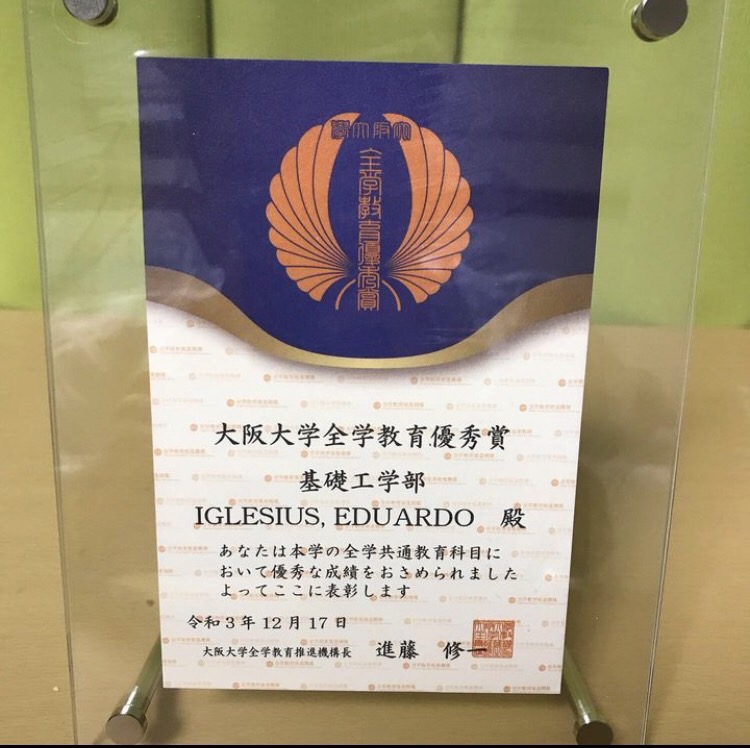 大阪大学
全学教育優秀賞
大阪大学全学教育優秀賞
基礎工学部
IGLESIUS, EDUARDO 殿
あなたは本学の全学共通教育科目に
おいて優秀な成績をおさめられました
よってここに表彰します
令和3年12月17日
大阪大学全学教育推進機構長 進藤 修一